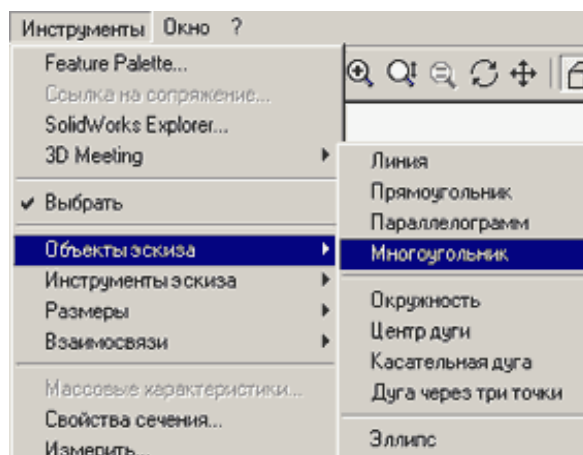 Инструменты Окно ?
Feature Palette...
Ссылка на сопряжение...
SolidWorks Explorer...
3D Meeting
Выбрать
Объекты эскиза
Инструменты эскиза
Размеры
Взаимосвязи
Массовые характеристики...
Свойства сечения...
Измерить...
Линия
Прямоугольник
Параллелограмм
Многоугольник
Окружность
Центр дуги
Касательная дуга
Дуга через три точки
Эллипс